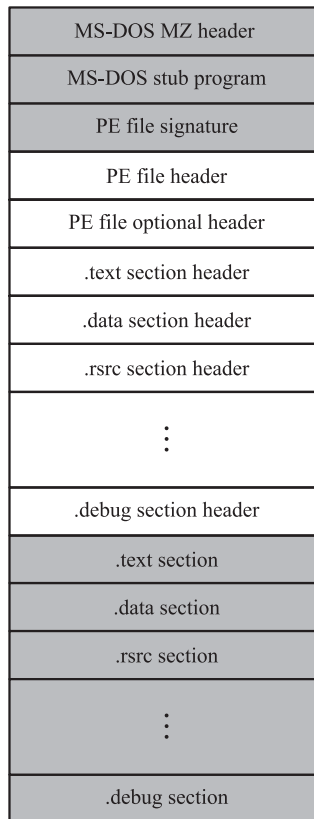 MS-DOS MZ header
MS-DOS stub program
PE file signature
PE file header
PE file optional header
.text section header
.data section header
.rsrc section header
⋮
.debug section header
.text section
.data section
.rsrc section
⋮
.debug section